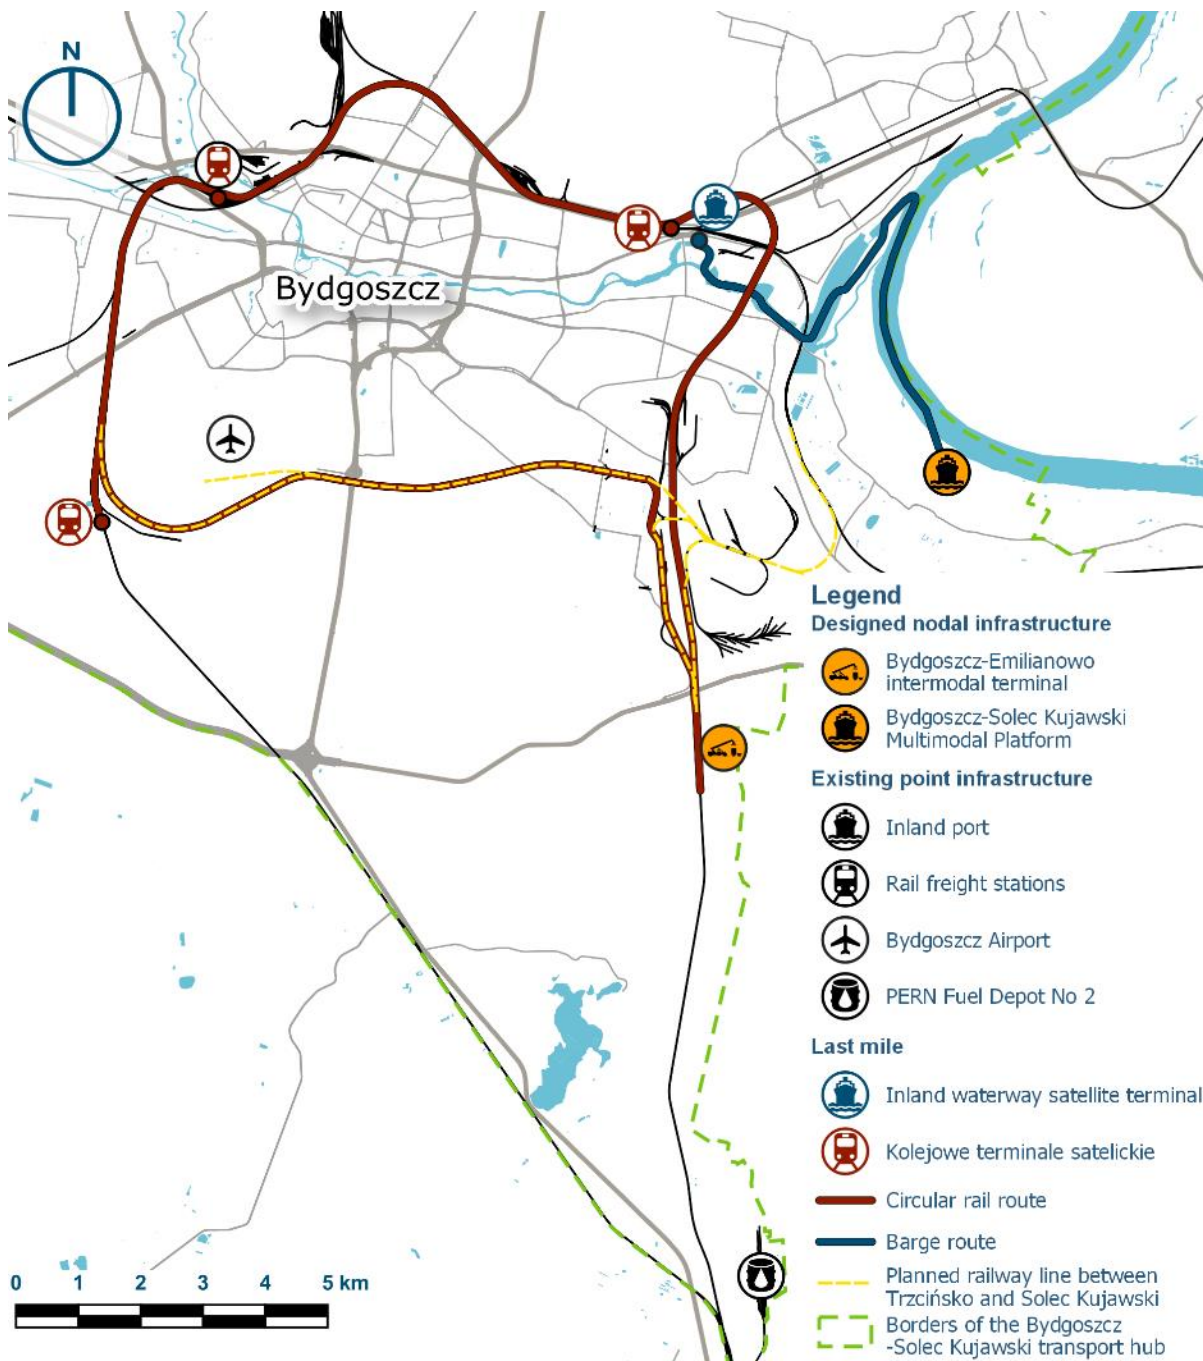 N
Bydgoszcz
Legend
Designed nodal infrastructure
Bydgoszcz-Emilianowo
intermodal terminal
Bydgoszcz-Solec Kujawski
Multimodal Platform
Existing point infrastructure
Inland port
Rail freight stations
Bydgoszcz Airport
PERN Fuel Depot No 2
Last mile
Inland waterway satellite terminal
Kolejowe terminale satelickie
Circular rail route
Barge route
Planned railway line between
Trzcińsko and Solec Kujawski
Borders of the Bydgoszcz
-Solec Kujawski transport hub
0 1 2 3 4 5 km